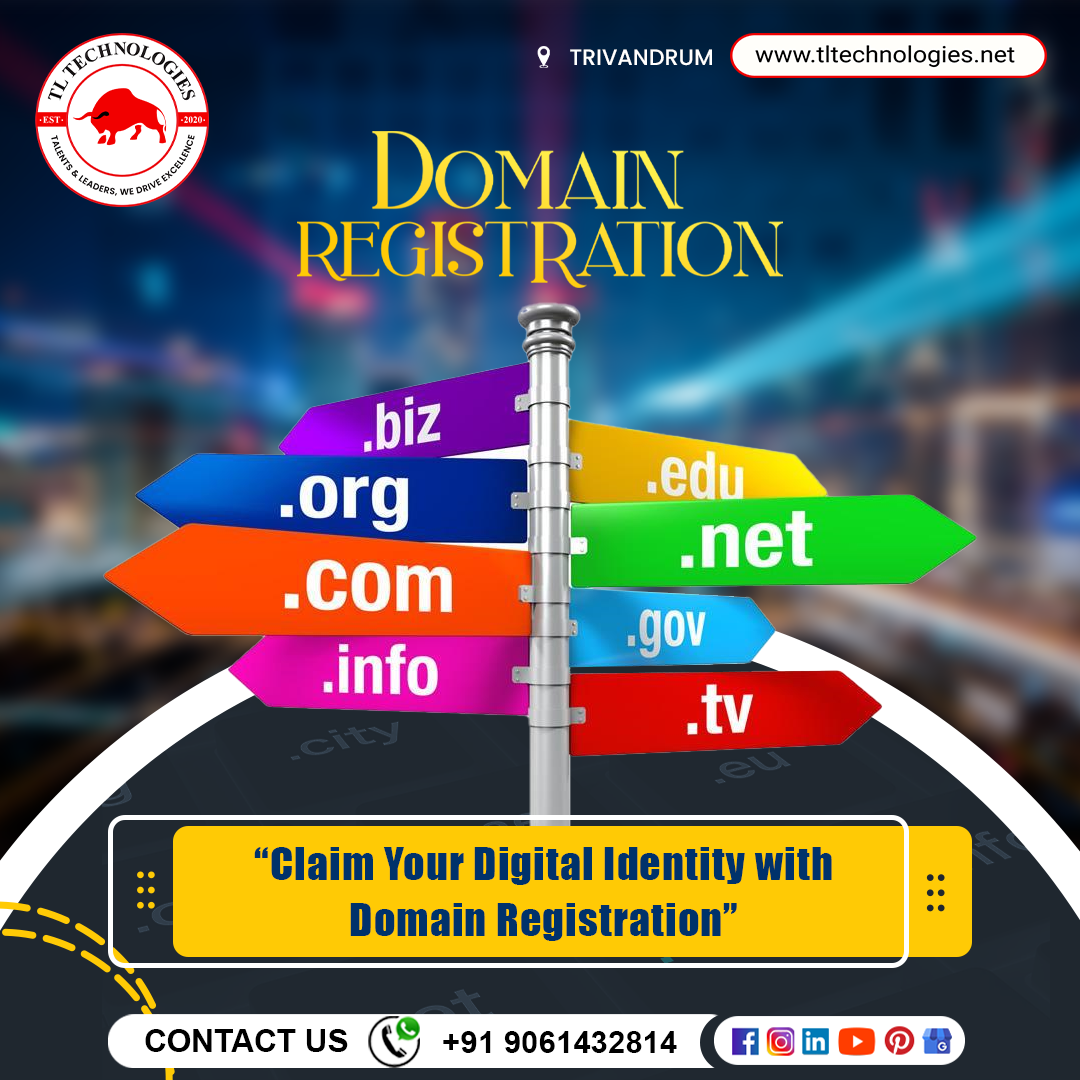 TL TECHNOLOGIES
·EST·
·2020·
TALENTS & LEADERS, WE DRIVE EXCELLENCE
TRIVANDRUM
www.tltechnologies.net
DOMAIN
REGISTRATION
.biz
.edu
.org
.net
.com
.gov
.info
.tv
.city
.eu
“Claim Your Digital Identity with
Domain Registration”
CONTACT US
+91 9061432814